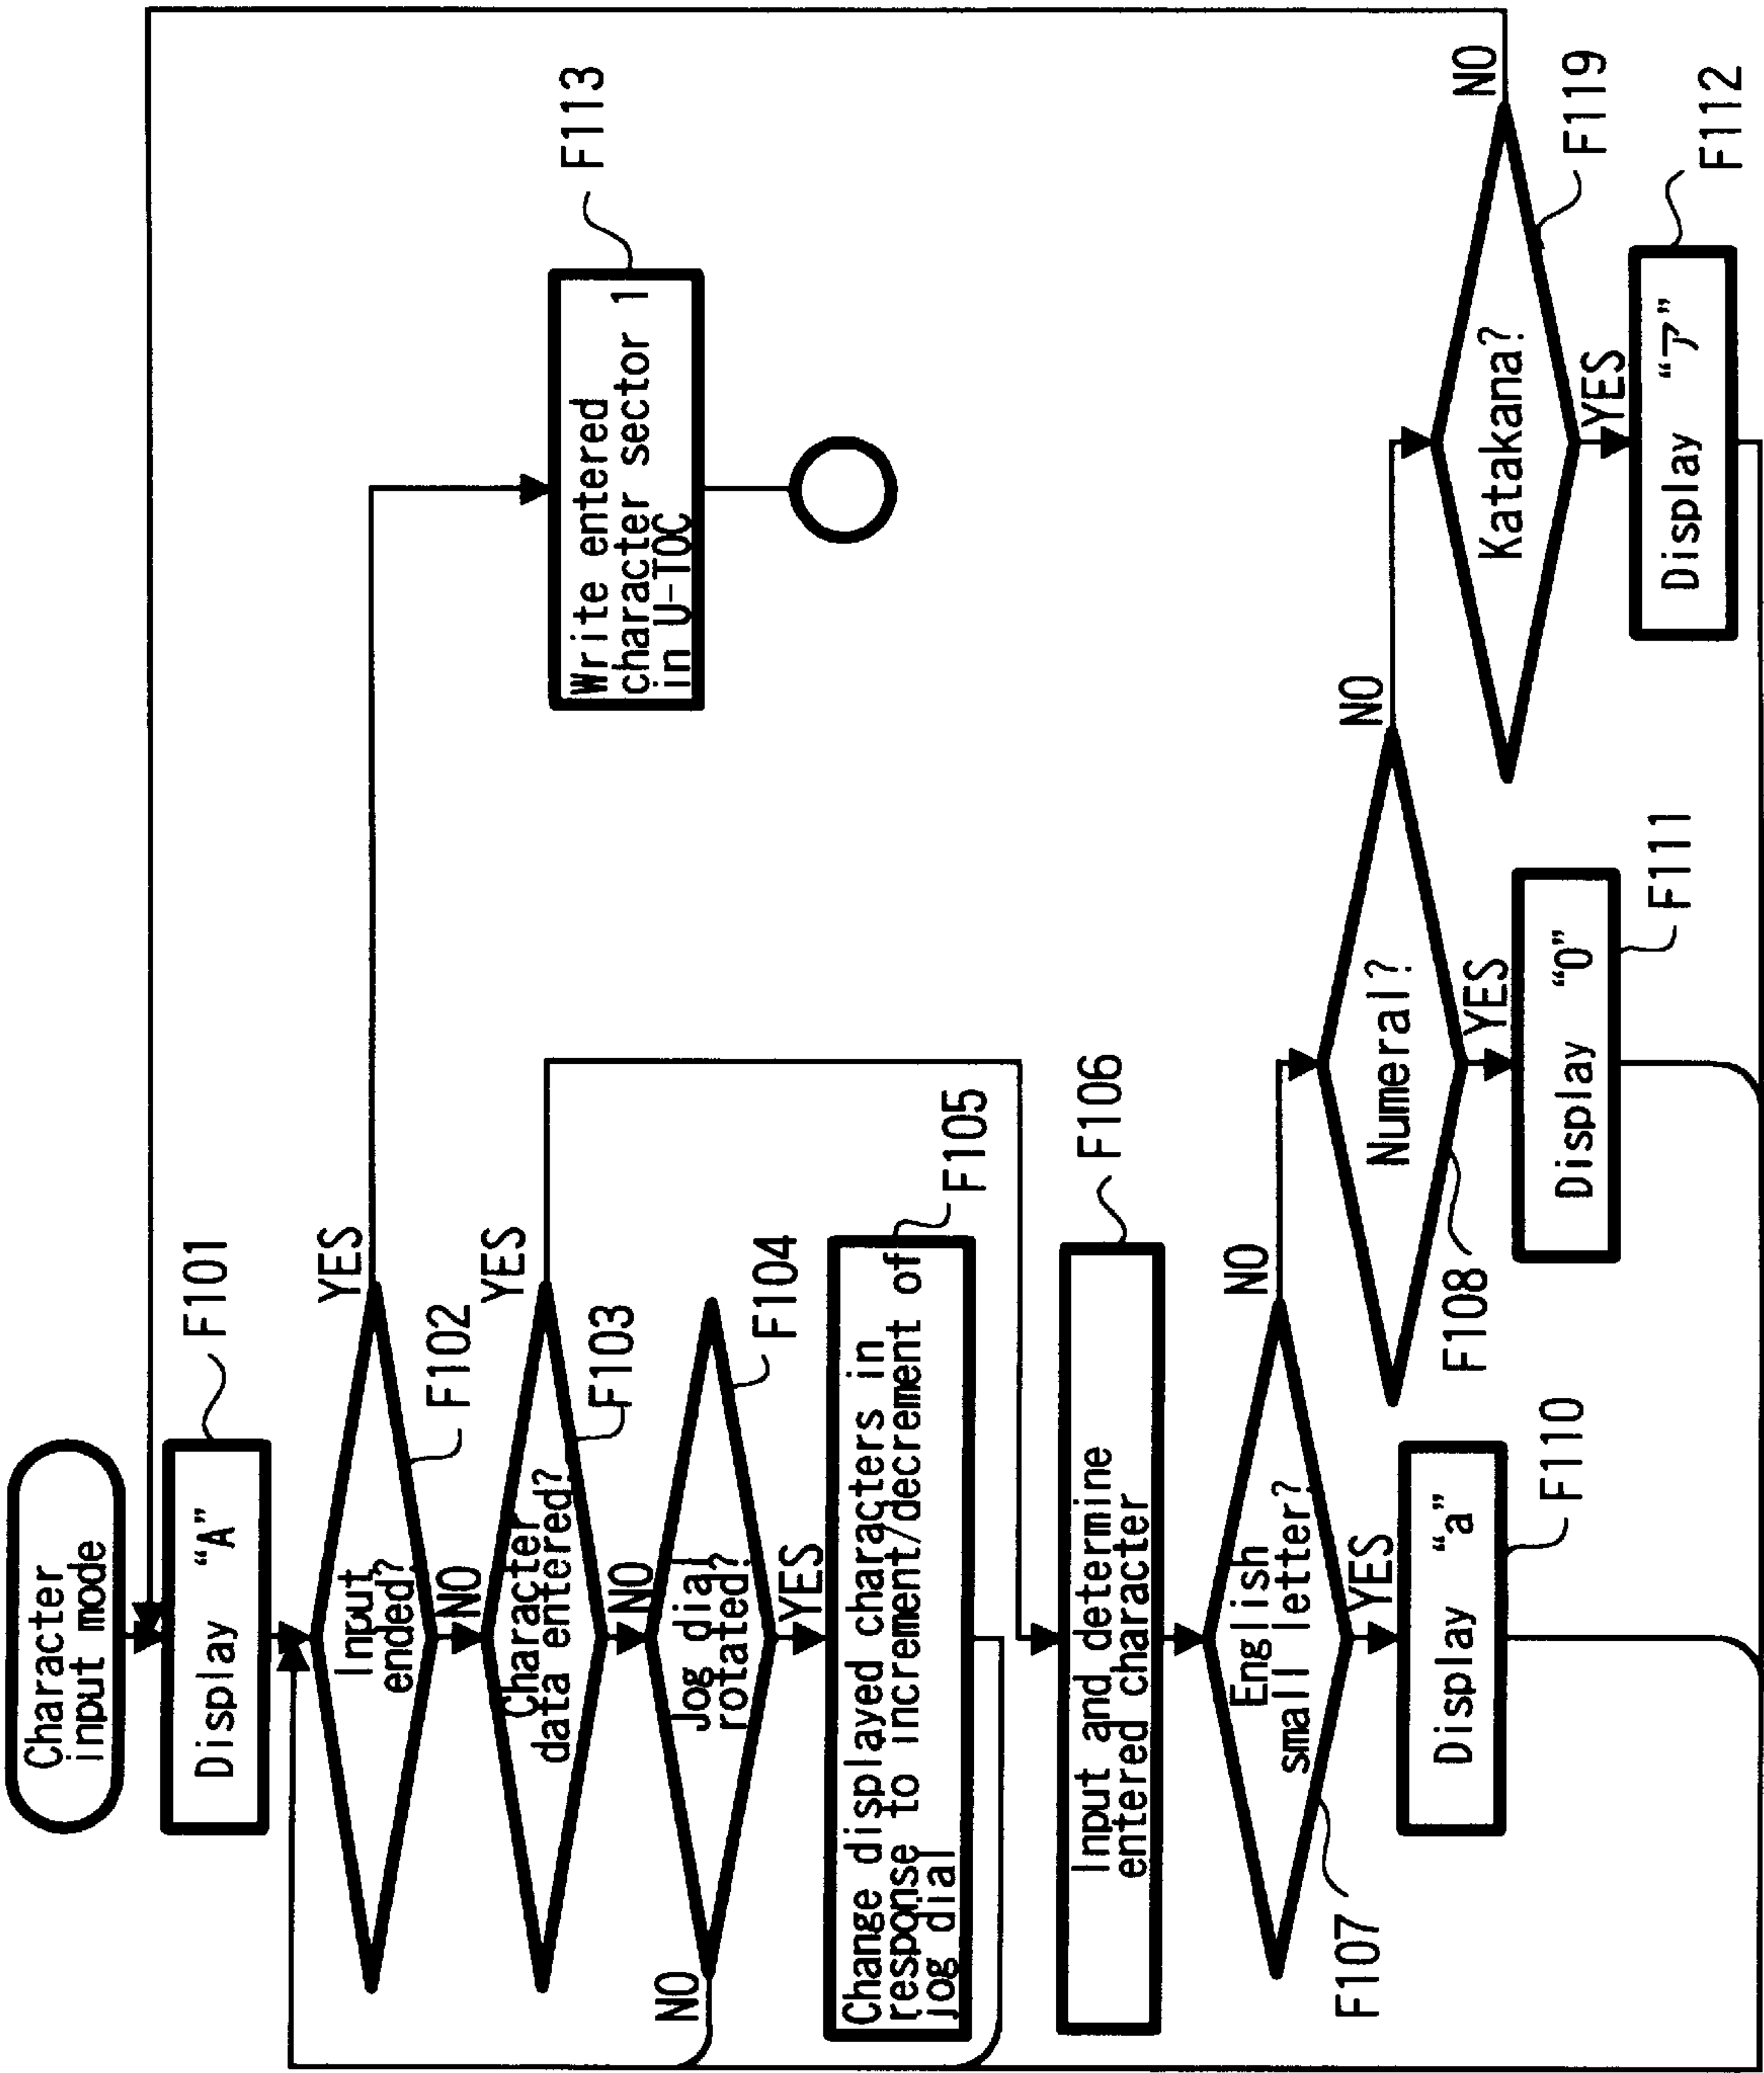 Character
input mode
Display “A”
F101
Input
ended?
YES
NO
F102
Write entered
character sector 1
in U-TOC
F113
Character
data entered?
YES
NO
F103
Jog dial
rotated?
NO
YES
F104
Change displayed characters in
response to increment/decrement of
jog dial
F105
Input and determine
entered character
F106
English
small letter?
NO
YES
F107
Display “a”
F110
Numeral?
NO
YES
F108
Display “0”
F111
Katakana?
NO
YES
F119
Display “ア”
F112